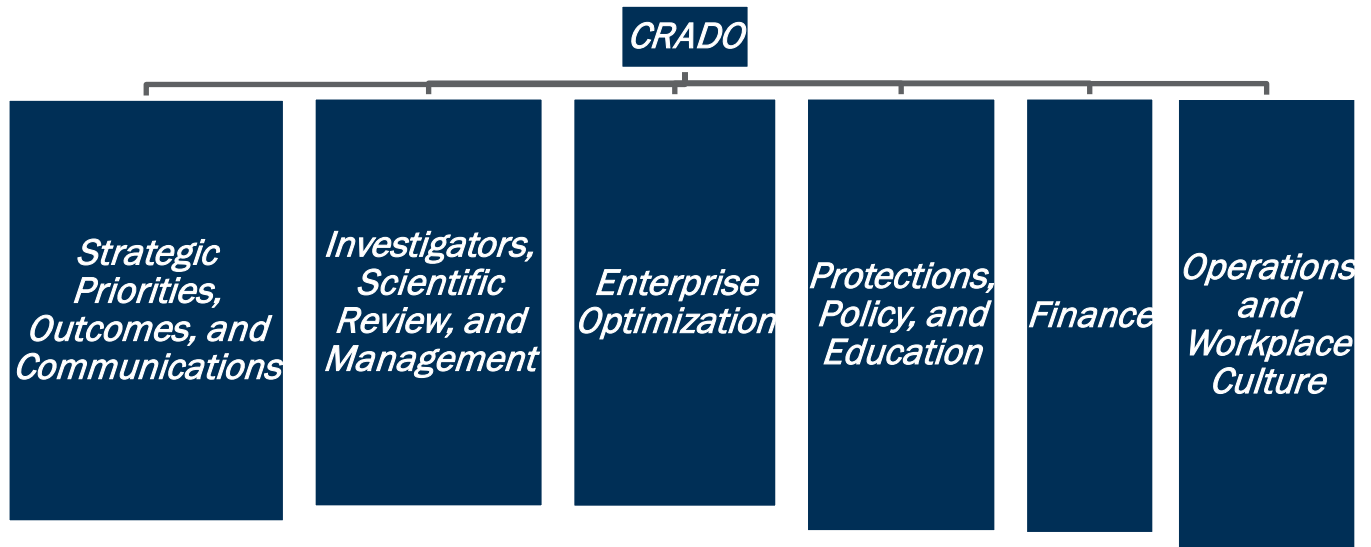 CRADO
Strategic
Priorities,
Outcomes, and
Communications
Investigators,
Scientific
Review, and
Management
Enterprise
Optimization
Protections,
Policy, and
Education
Finance
Operations
and
Workplace
Culture